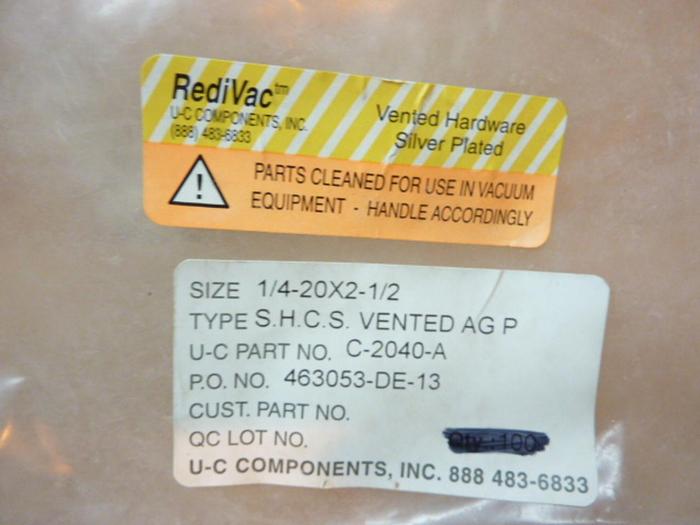 RediVac™
U-C COMPONENTS, INC.
(888) 483-6833
Vented Hardware
Silver Plated
!
PARTS CLEANED FOR USE IN VACUUM
EQUIPMENT - HANDLE ACCORDINGLY
SIZE 1/4-20X2-1/2
TYPE S.H.C.S. VENTED AG P
U-C PART NO. C-2040-A
P.O. NO. 463053-DE-13
CUST. PART NO.
QC LOT NO. Qty.:100
U-C COMPONENTS, INC. 888 483-6833